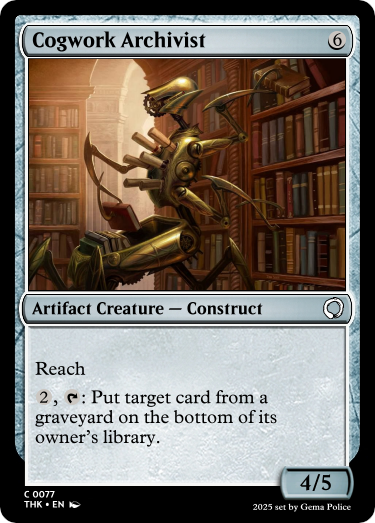 Cogwork Archivist 6
Artifact Creature — Construct
Reach
2, : Put target card from a
graveyard on the bottom of its
owner's library.
4/5
C 0077
THK • EN
2025 set by Gema Police